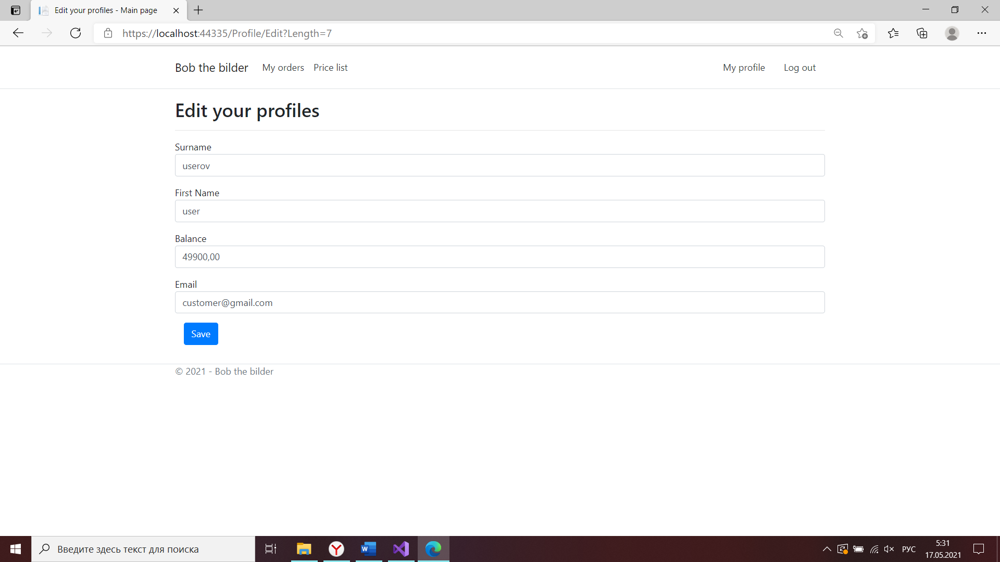 Edit your profiles - Main page
https://localhost:44335/Profile/Edit?Length=7
Bob the bilder My orders Price list My profile Log out
Edit your profiles
Surname
userov
First Name
user
Balance
49900,00
Email
customer@gmail.com
Save
© 2021 - Bob the bilder
Введите здесь текст для поиска
W
РУС
5:31
17.05.2021